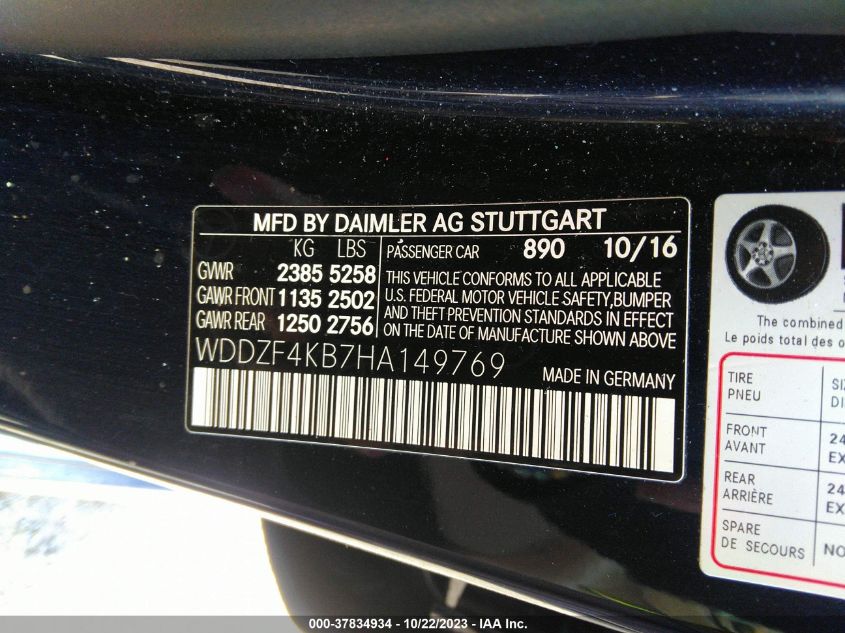 MFD BY DAIMLER AG STUTTGART
KG LBS
GVWR 2385 5258
GAWR FRONT 1135 2502
GAWR REAR 1250 2756
PASSENGER CAR 890 10/16
THIS VEHICLE CONFORMS TO ALL APPLICABLE
U.S. FEDERAL MOTOR VEHICLE SAFETY,BUMPER
AND THEFT PREVENTION STANDARDS IN EFFECT
ON THE DATE OF MANUFACTURE SHOWN ABOVE
WDDZF4KB7HA149769
MADE IN GERMANY
The combined
Le poids total des
TIRE
PNEU
FRONT
AVANT
24
REAR
ARRIÈRE
24
SPARE
DE SECOURS
000-37834934 - 10/22/2023 - IAA Inc.